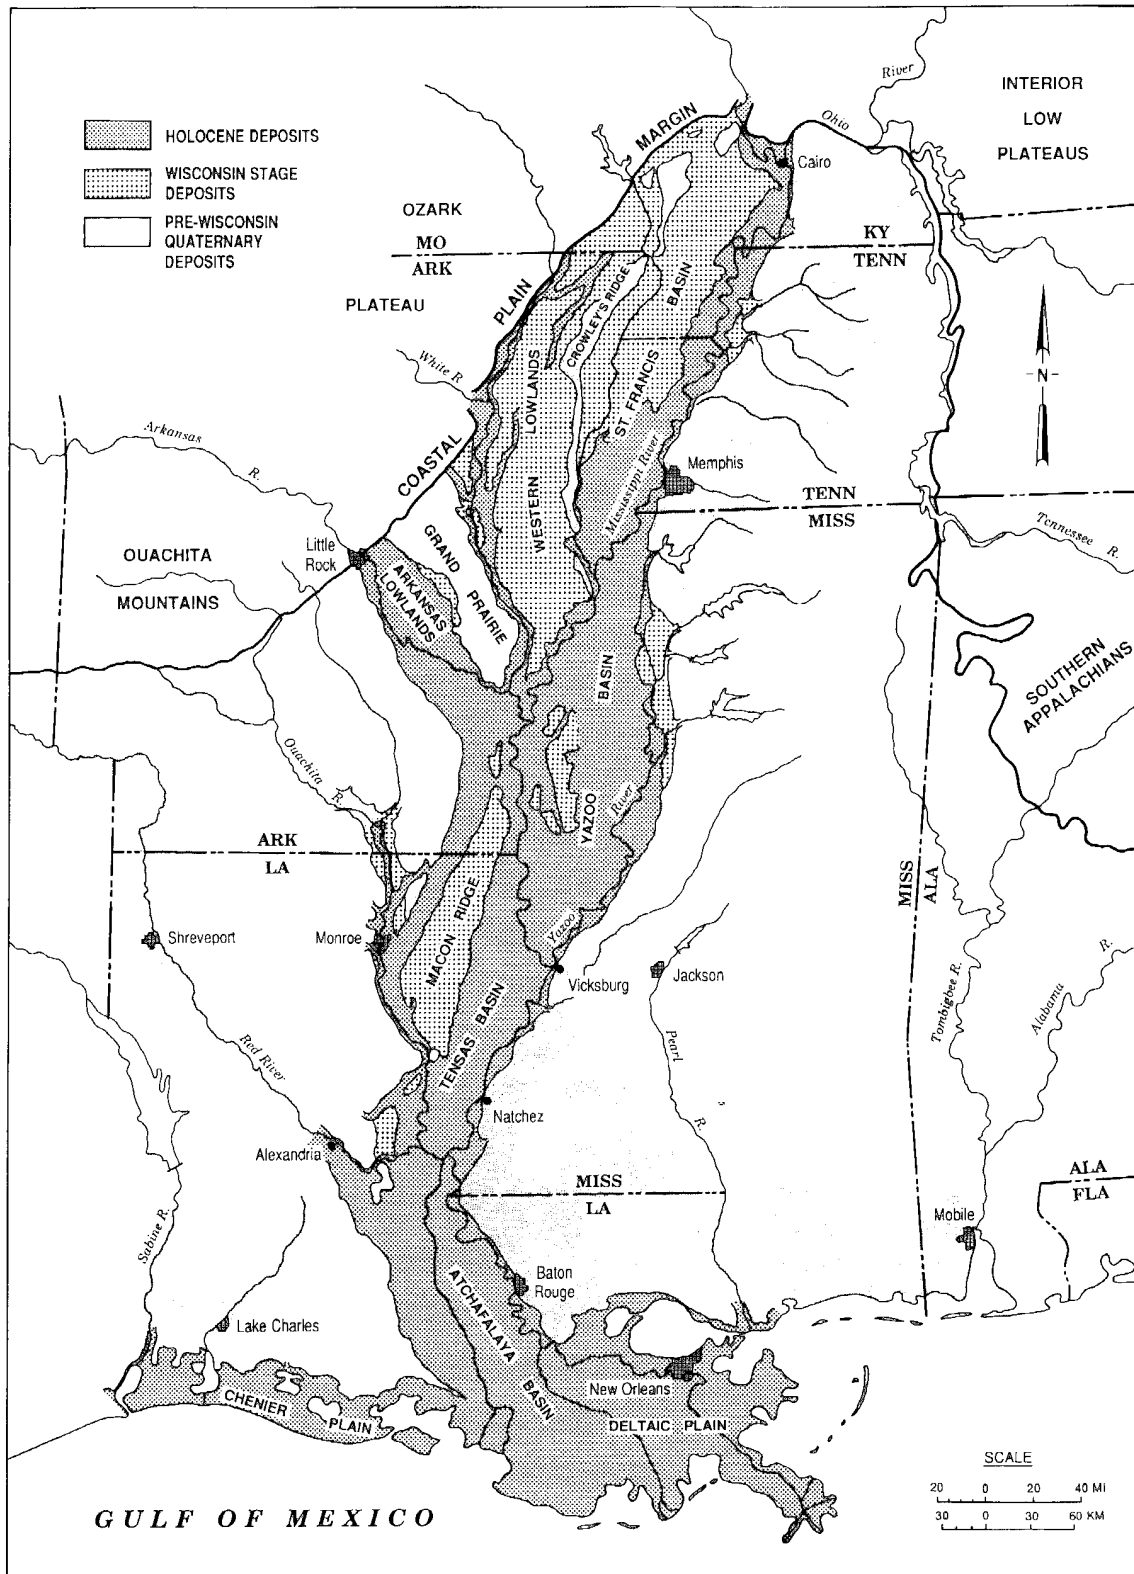 HOLOCENE DEPOSITS
WISCONSIN STAGE
DEPOSITS
PRE-WISCONSIN
QUATERNARY
DEPOSITS
River
Ohio
INTERIOR
LOW
PLATEAUS
MARGIN
Cairo
OZARK
MO
ARK
KY
TENN
PLATEAU
PLAIN
CROWLEY'S RIDGE
BASIN
ST. FRANCIS
White R.
LOWLANDS
WESTERN
N
Arkansas
R.
COASTAL
Mississippi River
Memphis
TENN
MISS
Tennessee
R.
OUACHITA
MOUNTAINS
Little
Rock
GRAND
PRAIRIE
ARKANSAS
LOWLANDS
BASIN
YAZOO
SOUTHERN
APPALACHIANS
Ouachita
R.
River
Yazoo
ARK
LA
MISS
ALA
Shreveport
Monroe
MACON
RIDGE
Vicksburg
Jackson
Tombigbee R.
Alabama
R.
Red River
TENSAS
BASIN
Pearl
R.
Natchez
Alexandria
MISS
LA
ALA
FLA
Sabine R.
Mobile
Baton
Rouge
ATCHAFALAYA
BASIN
Lake Charles
New Orleans
CHENIER
PLAIN
DELTAIC PLAIN
GULF OF MEXICO
SCALE
20 0 20 40 MI
30 0 30 60 KM